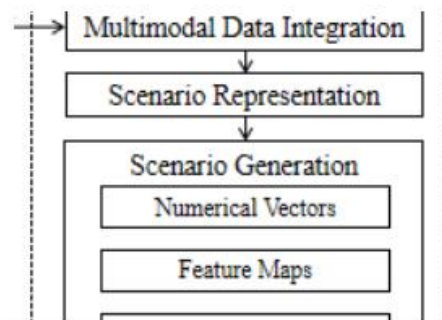 Multimodal Data Integration
Scenario Representation
Scenario Generation
Numerical Vectors
Feature Maps